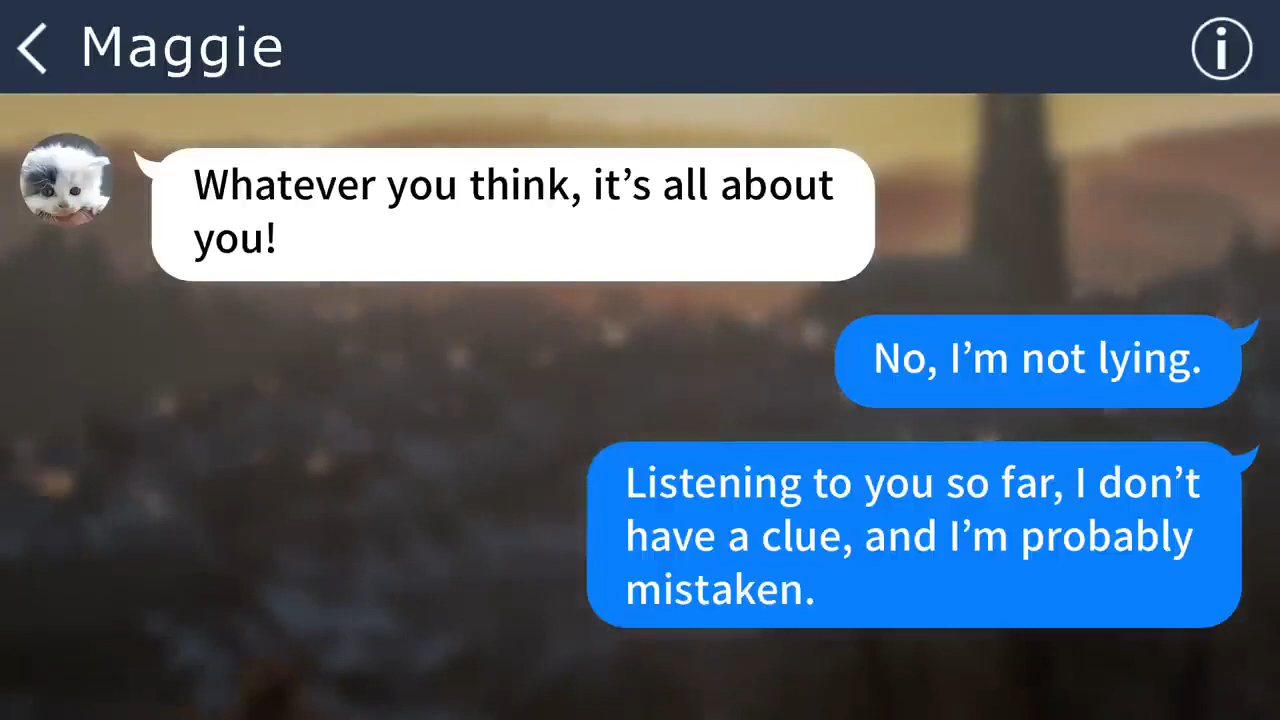 Maggie
Whatever you think, it’s all about
you!
No, I’m not lying.
Listening to you so far, I don’t
have a clue, and I’m probably
mistaken.